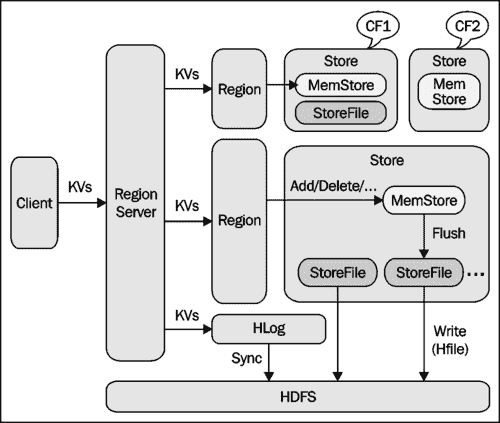 CF1
CF2
Store
Store
KVs
Region
MemStore
Mem
Store
StoreFile
Store
Client
KVs
Region
Server
KVs
Region
Add/Delete/...
MemStore
Flush
StoreFile
StoreFile
...
KVs
HLog
Sync
Write
(Hfile)
HDFS